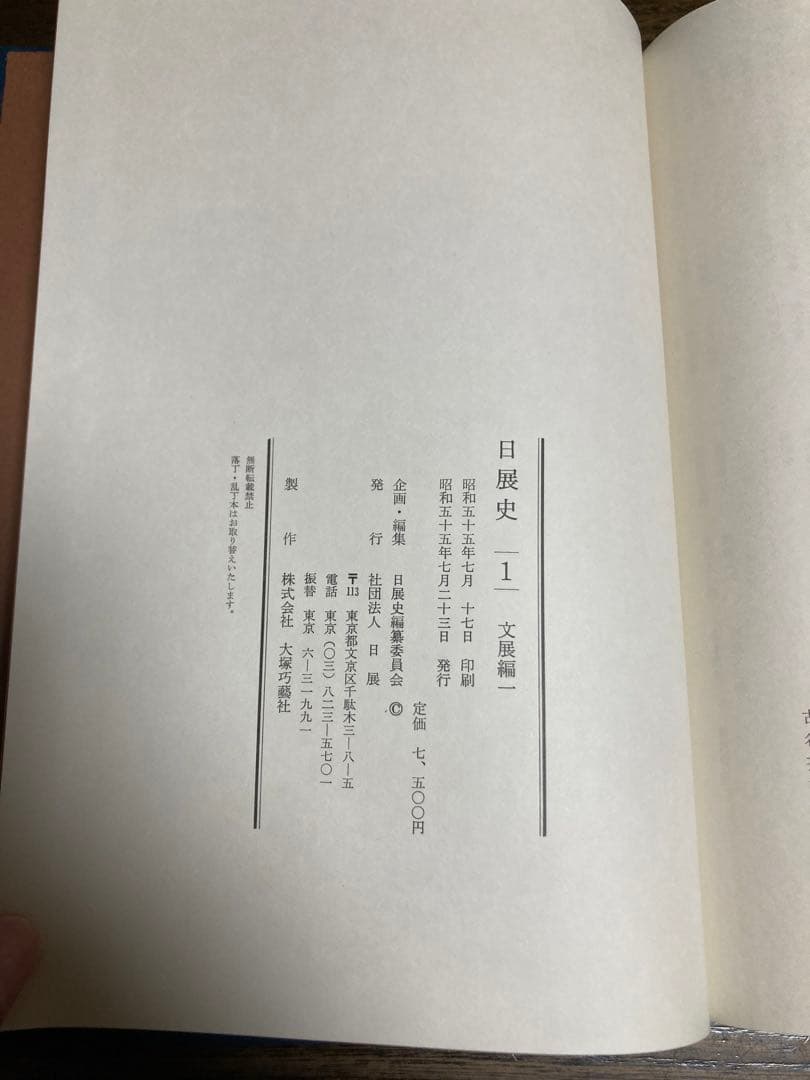 日展史 1 文展編一
昭和五十五年七月 十七日 印刷
昭和五十五年七月二十三日 発行
定価 七、五〇〇円
企画・編集 日展史編纂委員会 ©
発行 社団法人 日展
〒113 東京都文京区千駄木三―八―五
電話 東京(〇三)八二三―五七〇一
振替 東京 六―三一九九一
製作 株式会社 大塚巧藝社
無断転載禁止
落丁・乱丁本はお取り替えいたします。